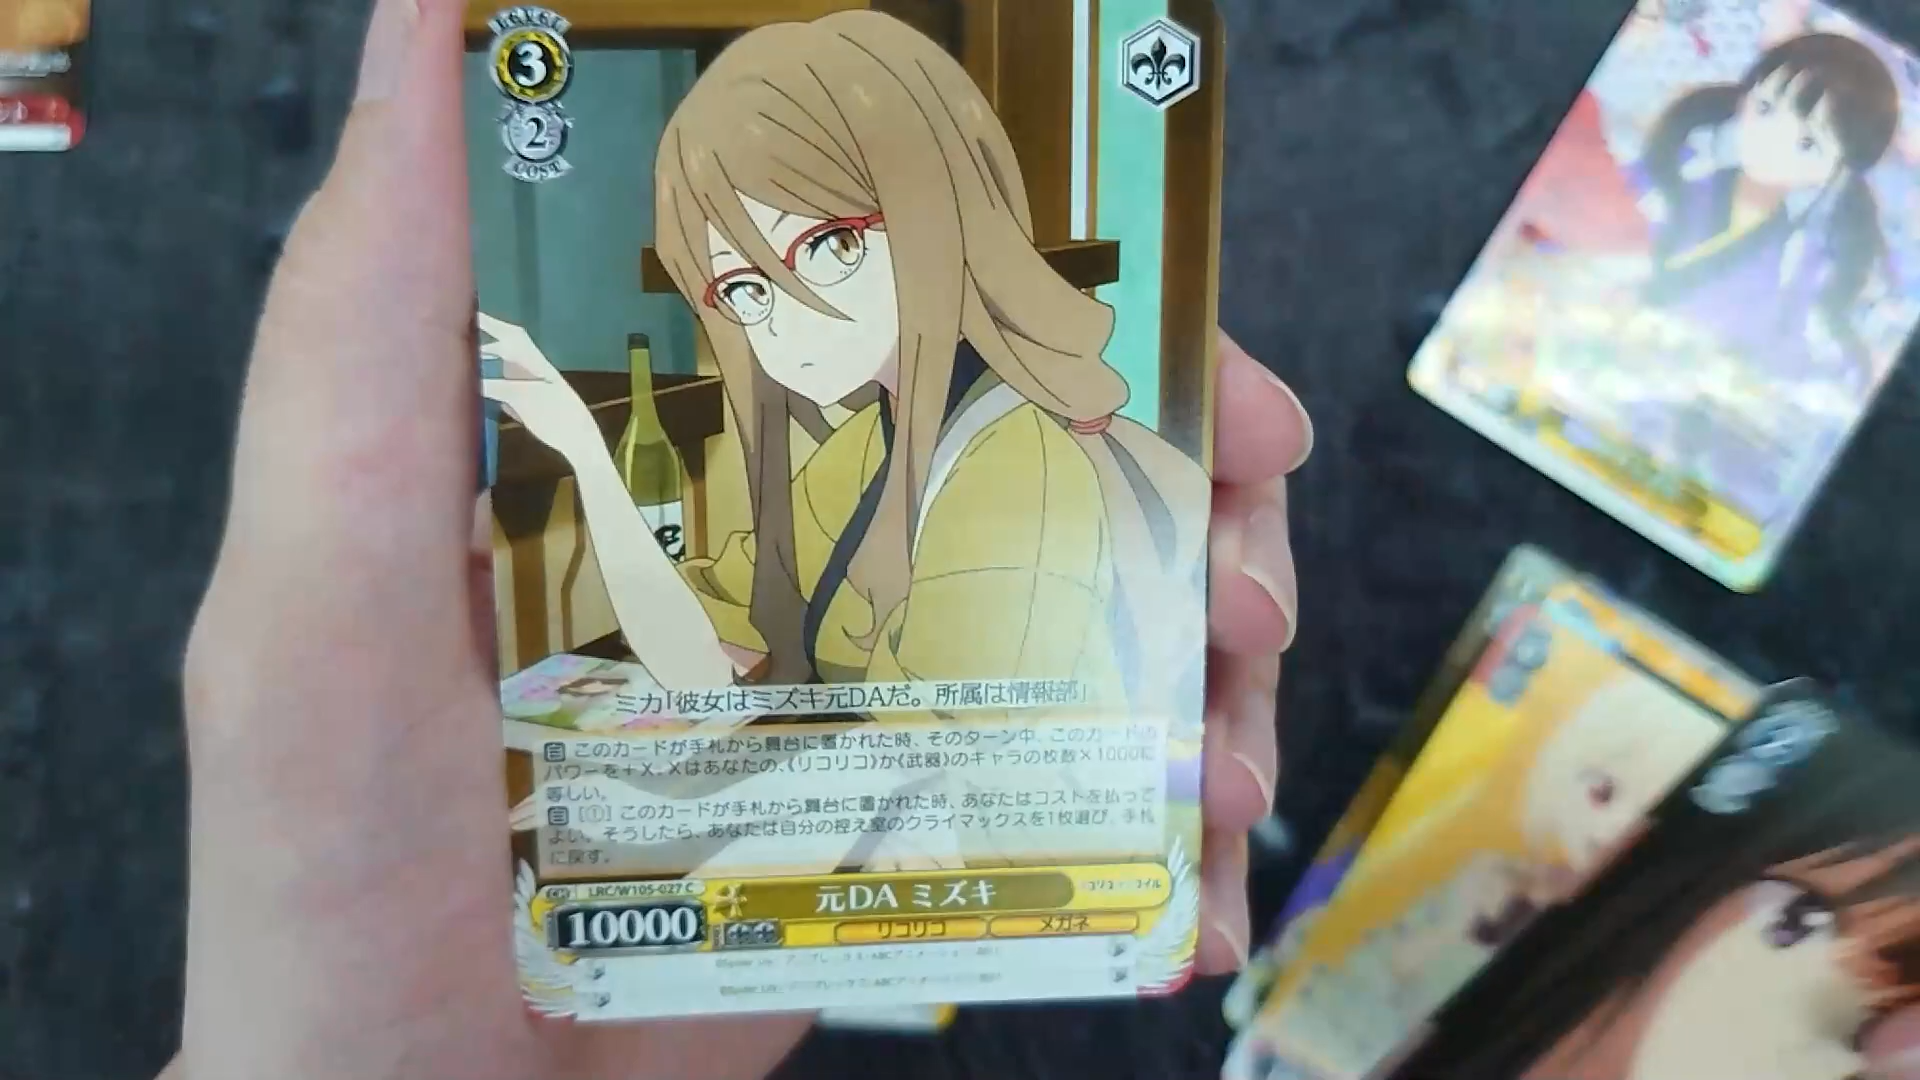 LEVEL
3
2
COST
ミカ「彼女はミズキ元DAだ。所属は情報部」
自 このカードが手札から舞台に置かれた時、そのターン中、このカードの
パワーを+X。Xはあなたの、《リコリコ》か《武器》のキャラの枚数×1000に
等しい。
自 [①] このカードが手札から舞台に置かれた時、あなたはコストを払って
よい。そうしたら、あなたは自分の控え室のクライマックスを1枚選び、手札
に戻す。
LRC/W105-027 C
元DA ミズキ
10000
リコリコ
メガネ